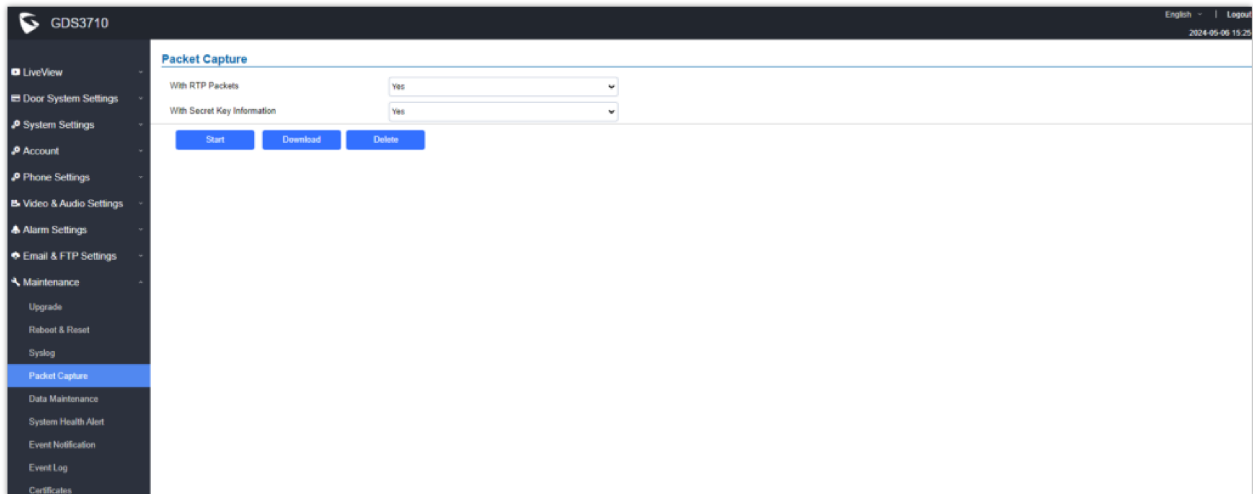 GDS3710
English
Logout
2024-05-06 15:25
LiveView
Door System Settings
System Settings
Account
Phone Settings
Video & Audio Settings
Alarm Settings
Email & FTP Settings
Maintenance
Upgrade
Reboot & Reset
Syslog
Packet Capture
Data Maintenance
System Health Alert
Event Notification
Event Log
Certificates
Packet Capture
With RTP Packets Yes
With Secret Key Information Yes
Start Download Delete